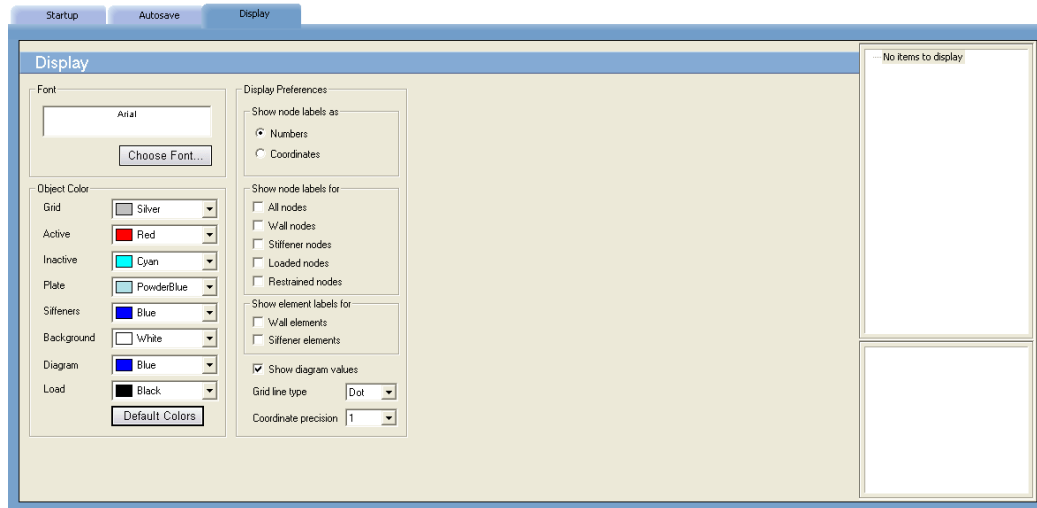 Startup
Autosave
Display
Display
Font
Arial
Choose Font...
Object Color
Grid Silver
Active Red
Inactive Cyan
Plate PowderBlue
Siffeners Blue
Background White
Diagram Blue
Load Black
Default Colors
Display Preferences
Show node labels as
Numbers
Coordinates
Show node labels for
All nodes
Wall nodes
Stiffener nodes
Loaded nodes
Restrained nodes
Show element labels for
Wall elements
Siffener elements
Show diagram values
Grid line type Dot
Coordinate precision 1
No items to display